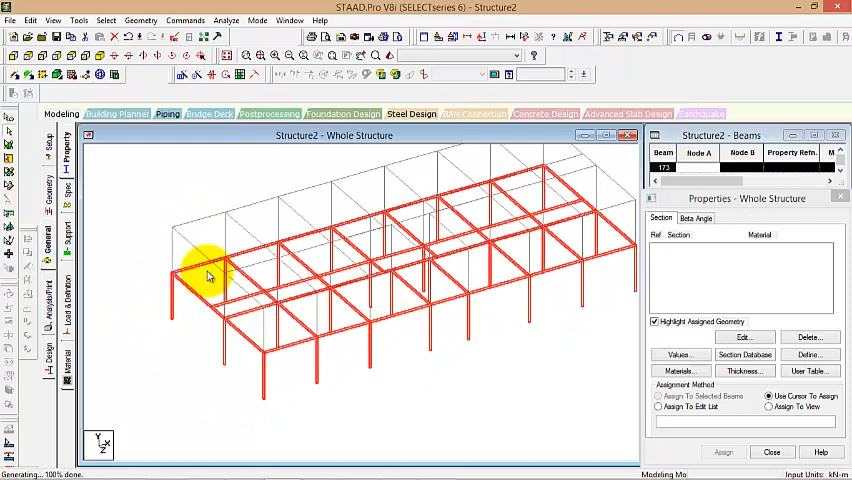 STAAD.Pro V8i (SELECTseries 6) - Structure2
File Edit View Tools Select Geometry Commands Analyze Mode Window Help
Modeling Building Planner Piping Bridge Deck Postprocessing Foundation Design Steel Design RAM Connection Concrete Design Advanced Slab Design Earthquake
Setup
Geometry
General
Analysis/Print
Design
Property
Spec
Support
Load & Definition
Material
Structure2 - Whole Structure
Y
X
Z
Structure2 - Beams
Beam Node A Node B Property Refn. M
173
Properties - Whole Structure
Section Beta Angle
Ref Section Material
Highlight Assigned Geometry
Edit... Delete...
Values... Section Database Define...
Materials... Thickness... User Table...
Assignment Method
Assign To Selected Beams Use Cursor To Assign
Assign To Edit List Assign To View
Assign Close Help
Generating.. 100% done. Modeling Mo Input Units: kN-m